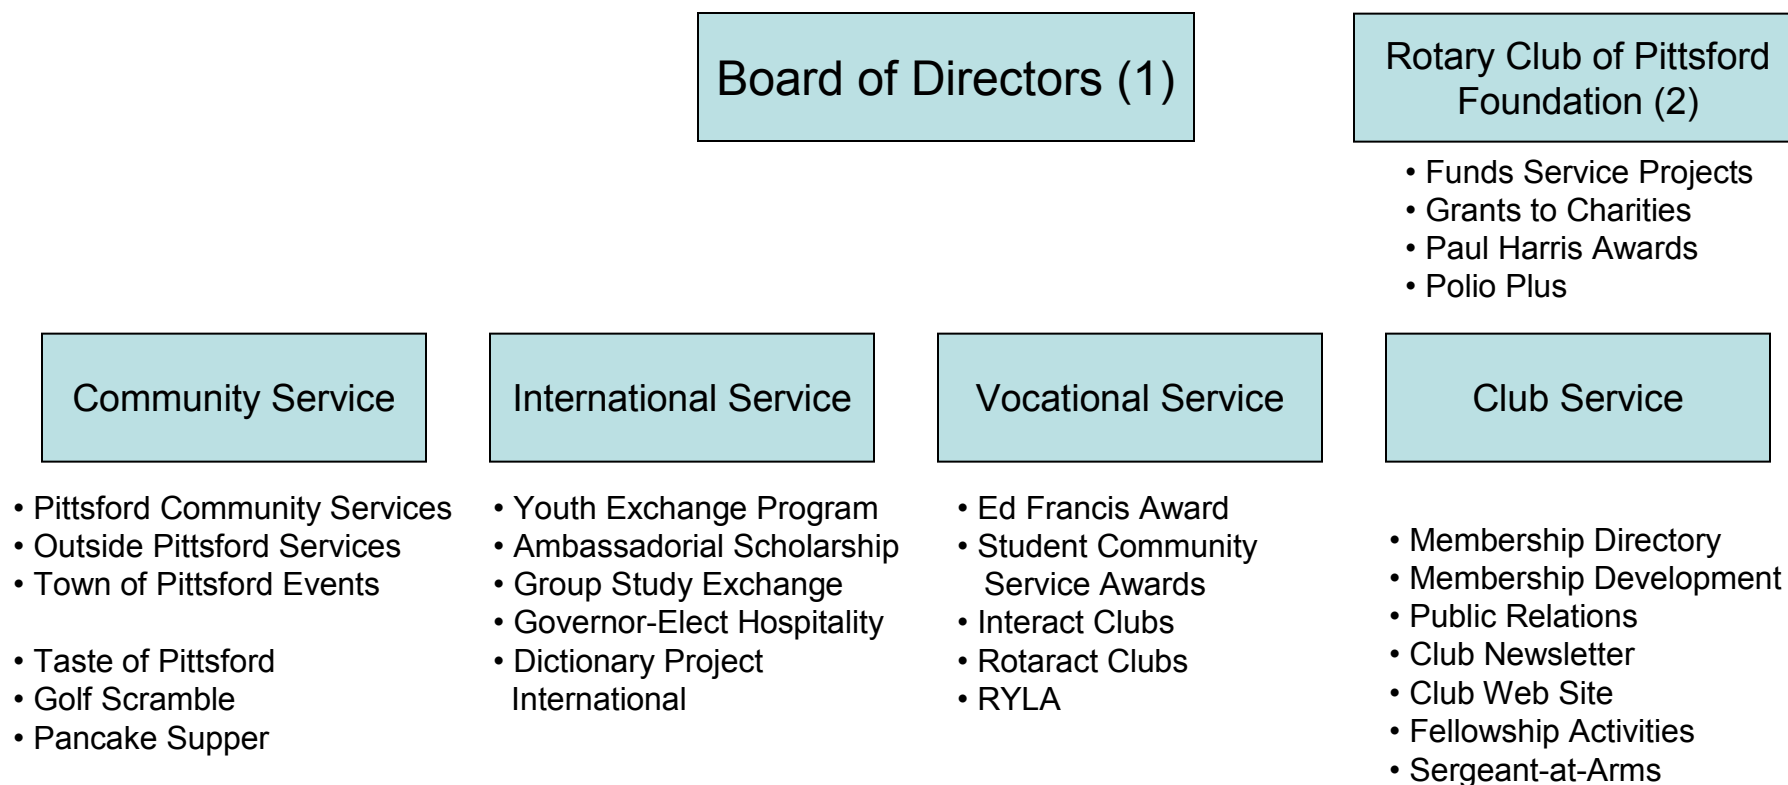 Board of Directors (1)
Rotary Club of Pittsford
Foundation (2)
• Funds Service Projects
• Grants to Charities
• Paul Harris Awards
• Polio Plus
Community Service
• Pittsford Community Services
• Outside Pittsford Services
• Town of Pittsford Events
• Taste of Pittsford
• Golf Scramble
• Pancake Supper
International Service
• Youth Exchange Program
• Ambassadorial Scholarship
• Group Study Exchange
• Governor-Elect Hospitality
• Dictionary Project
International
Vocational Service
• Ed Francis Award
• Student Community
Service Awards
• Interact Clubs
• Rotaract Clubs
• RYLA
Club Service
• Membership Directory
• Membership Development
• Public Relations
• Club Newsletter
• Club Web Site
• Fellowship Activities
• Sergeant-at-Arms